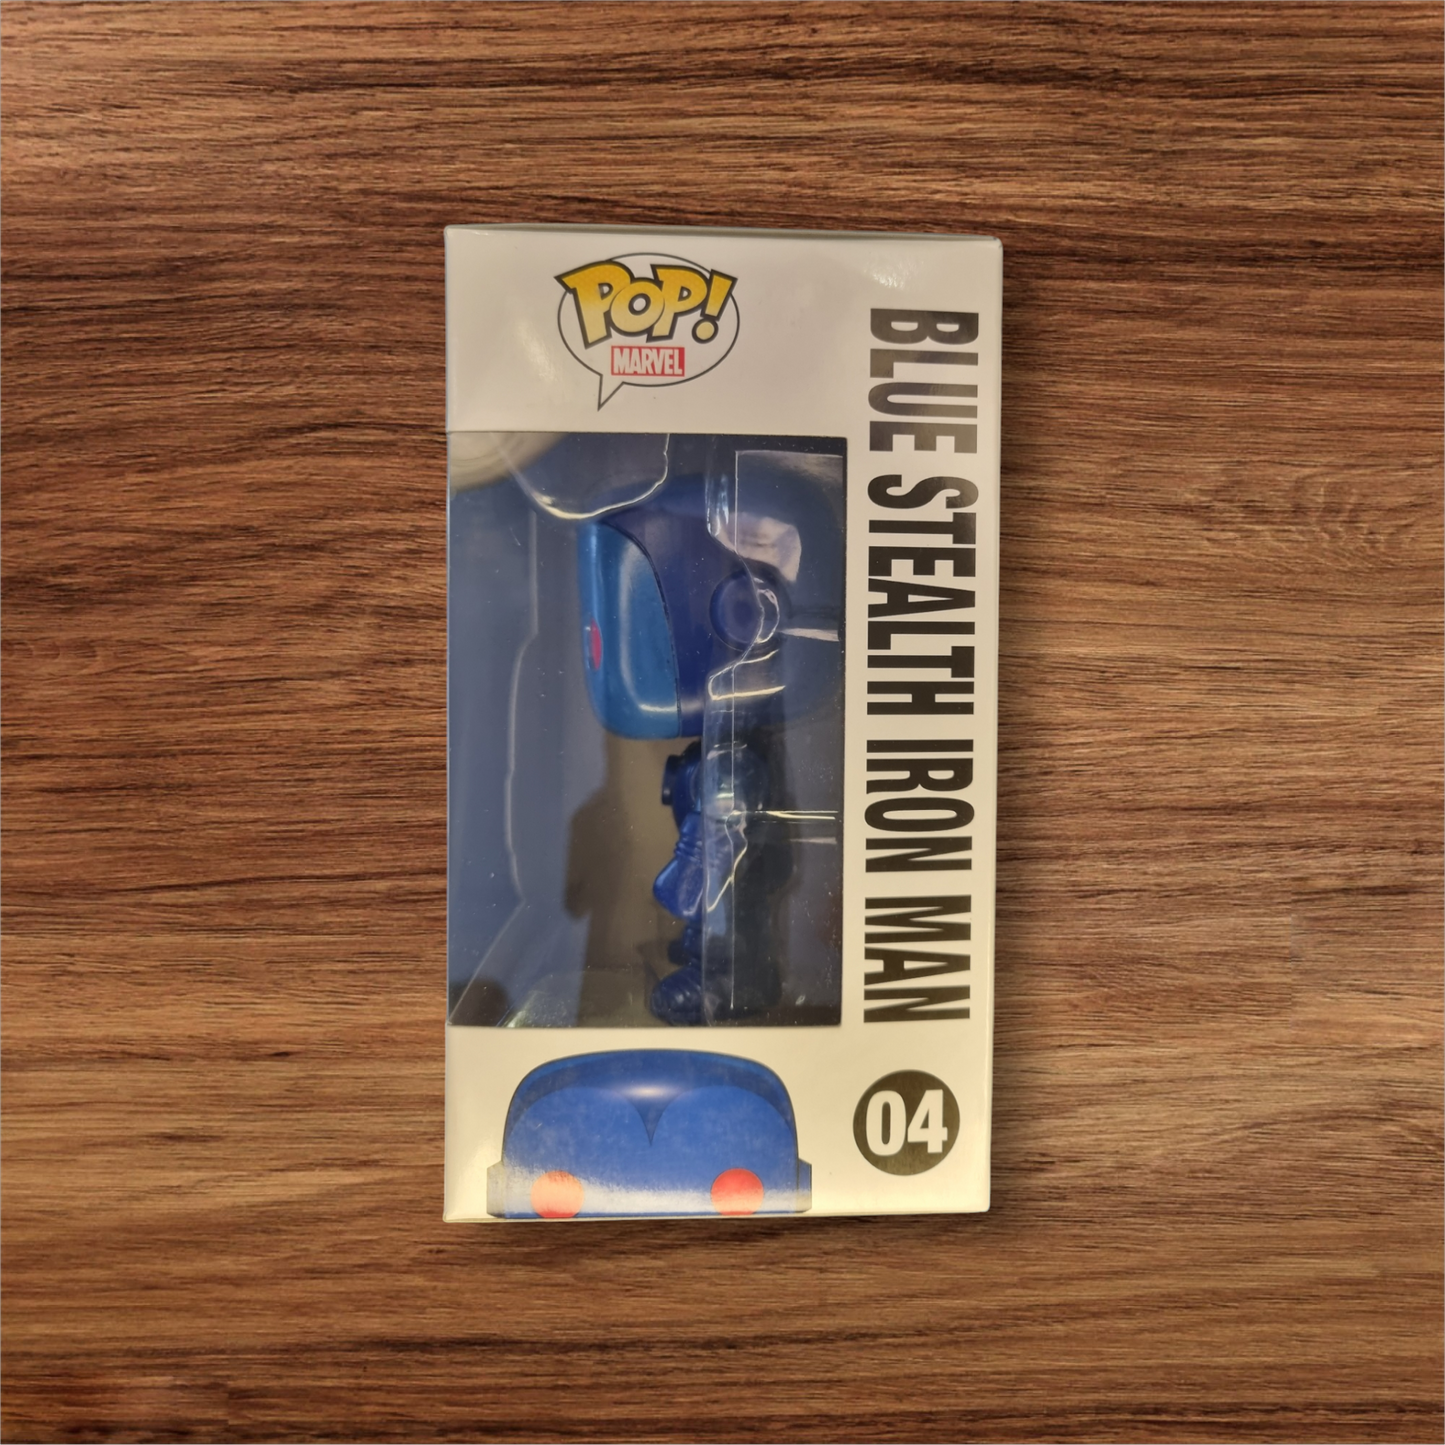 POP!
MARVEL
BLUE STEALTH IRON MAN
04